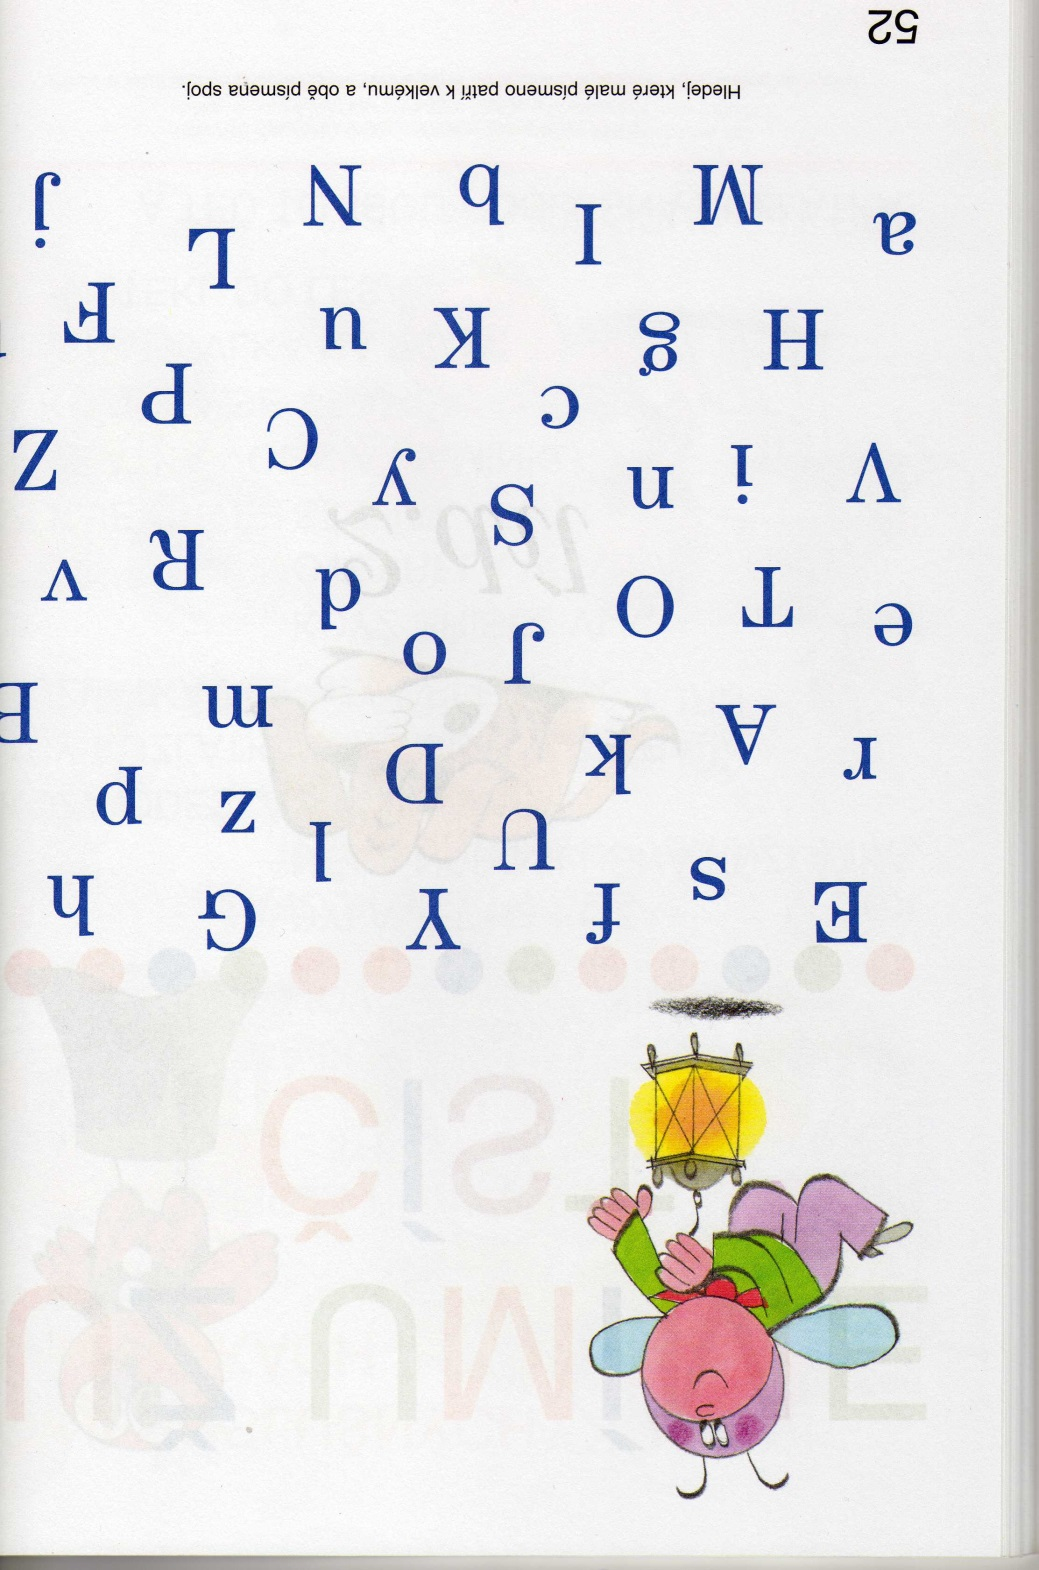 E s f Y G h
U l z p
r A k D m B
e T O J o d R v
V i n S y C Z
c P
H g K u F
a M I b N L j
Hledej, které malé písmeno patří k velkému, a obě písmena spoj.
52